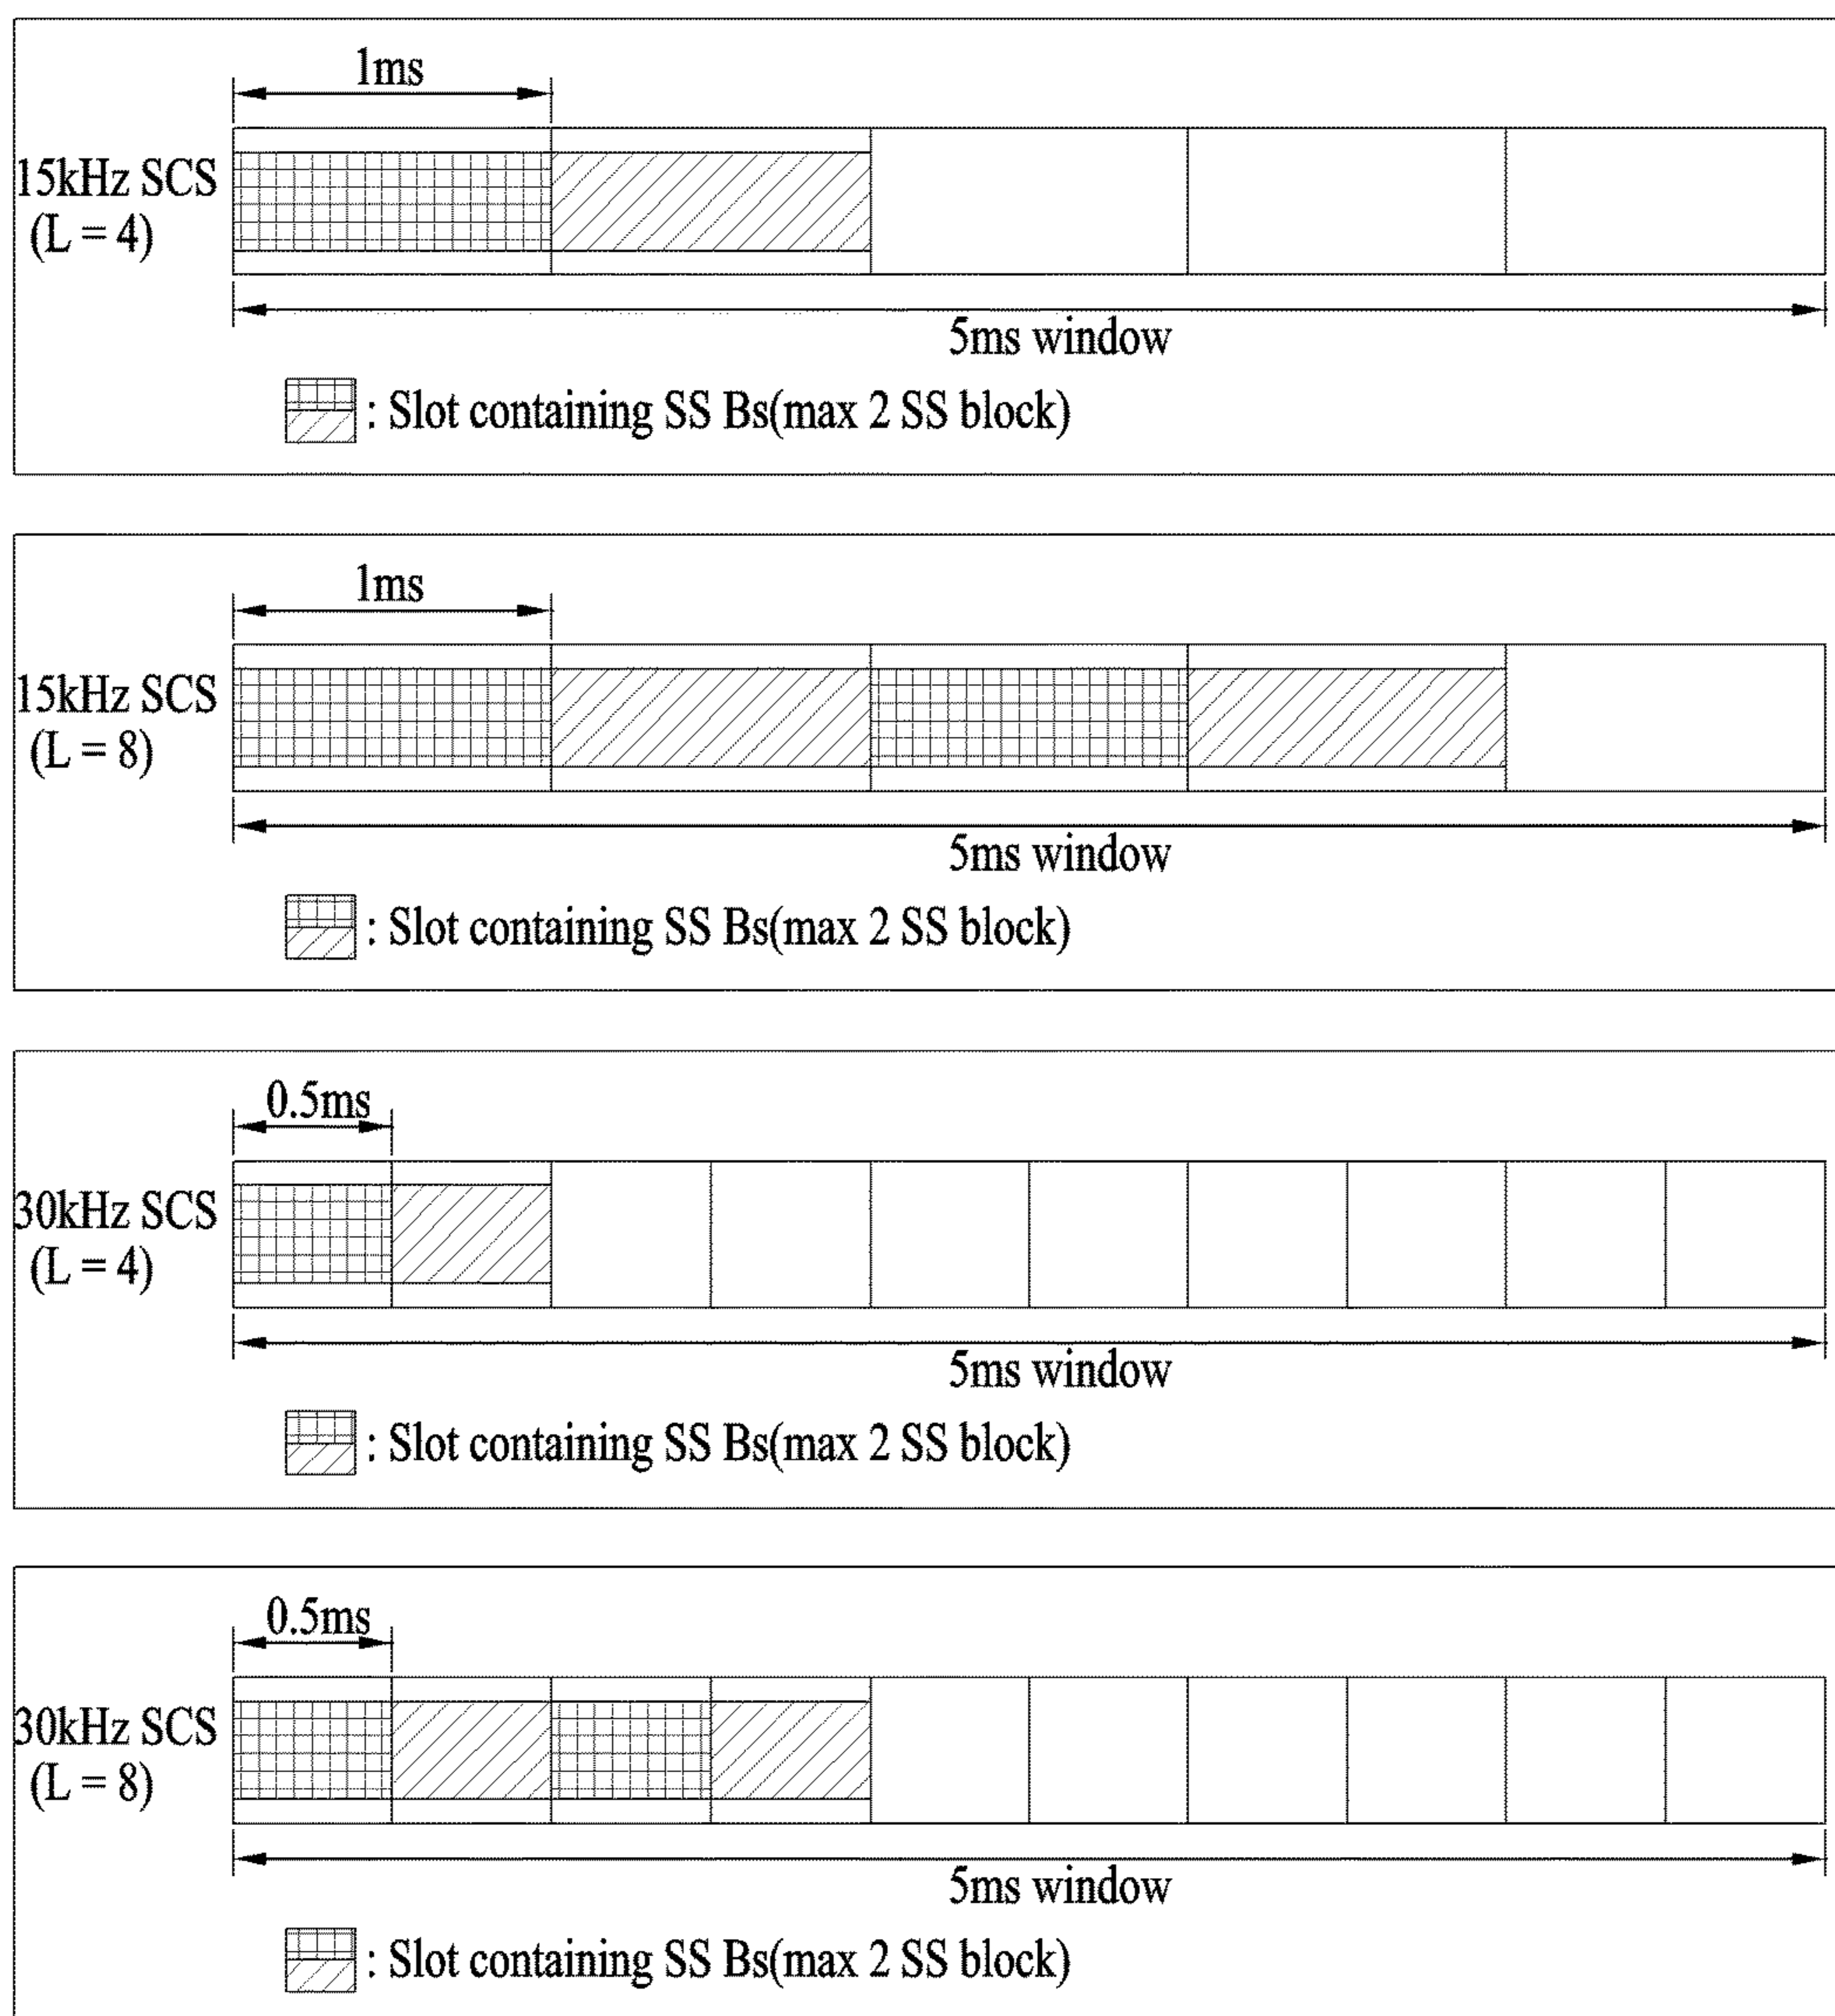 1ms
15kHz SCS
(L = 4)
5ms window
: Slot containing SS Bs(max 2 SS block)
1ms
15kHz SCS
(L = 8)
5ms window
: Slot containing SS Bs(max 2 SS block)
0.5ms
30kHz SCS
(L = 4)
5ms window
: Slot containing SS Bs(max 2 SS block)
0.5ms
30kHz SCS
(L = 8)
5ms window
: Slot containing SS Bs(max 2 SS block)